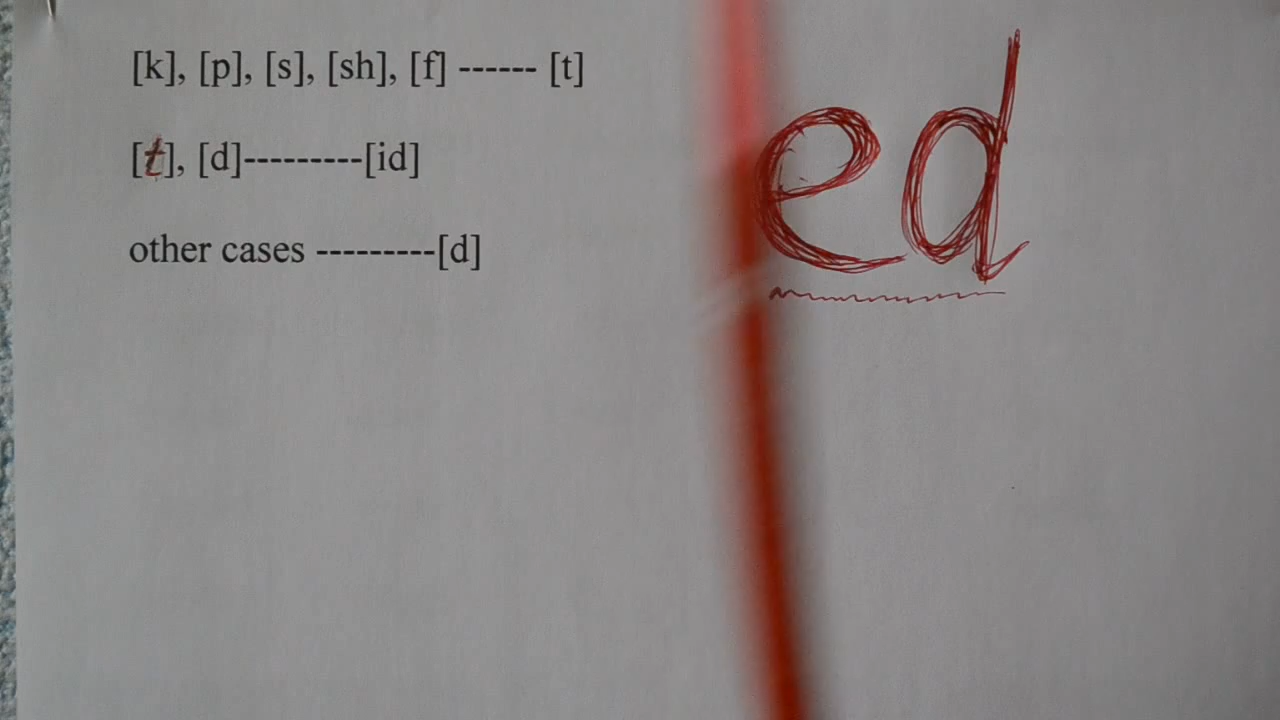 [k], [p], [s], [sh], [f] ------ [t]
[t], [d]---------[id]
other cases ---------[d]
ed